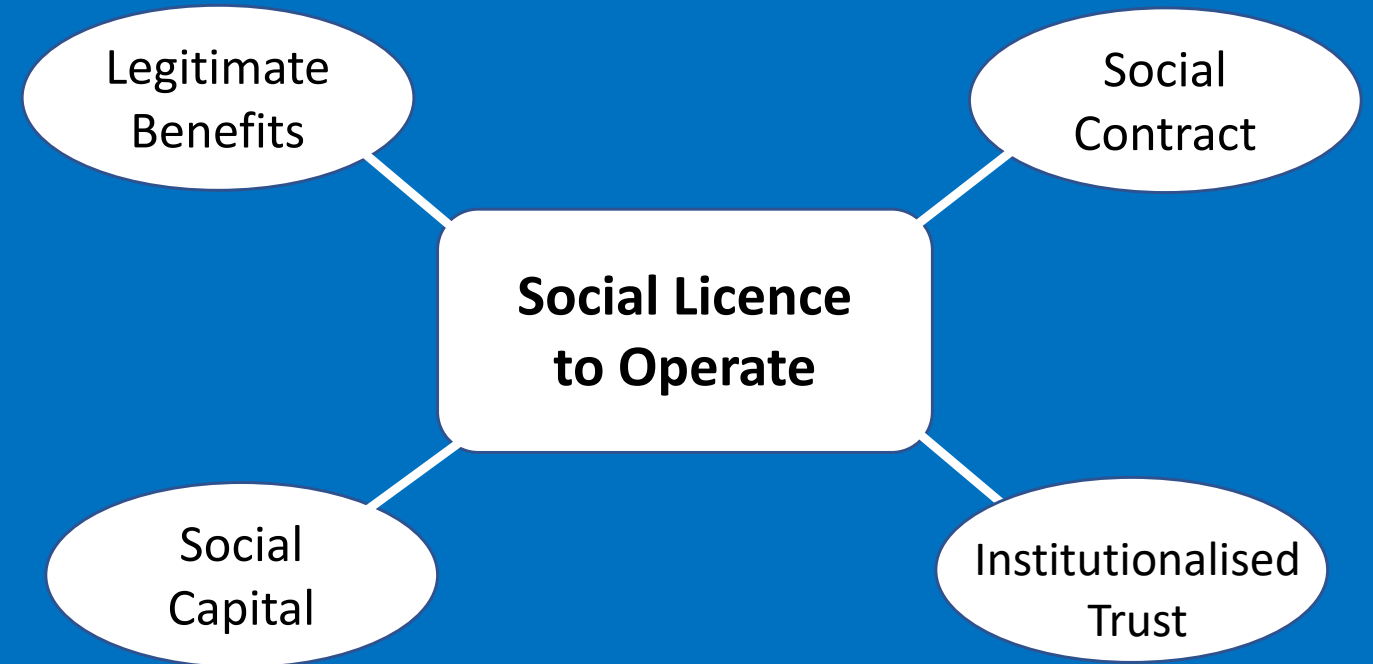 Legitimate
Benefits
Social
Contract
Social Licence
to Operate
Social
Capital
Institutionalised
Trust